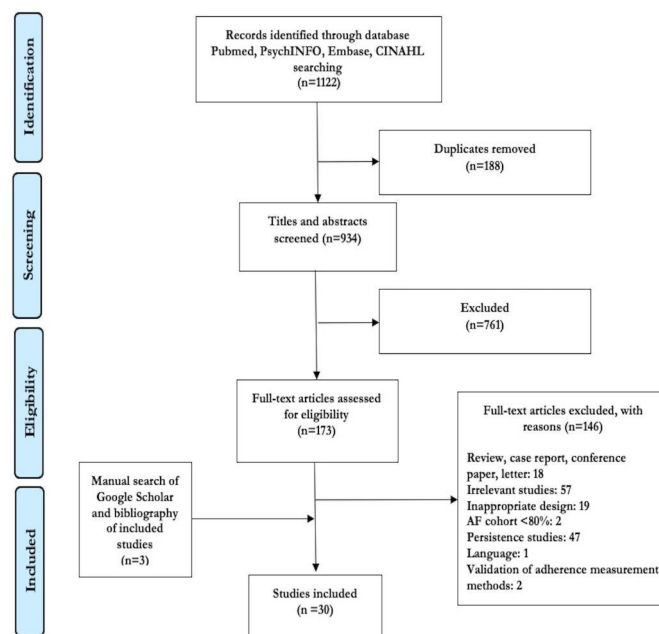 Identification
Records identified through database
Pubmed, PsychINFO, Embase, CINAHL
searching
(n=1122)
Duplicates removed
(n=188)
Screening
Titles and abstracts
screened (n=934)
Excluded
(n=761)
Eligibility
Full-text articles assessed
for eligibility
(n=173)
Full-text articles excluded, with
reasons (n=146)
Review, case report, conference
paper, letter: 18
Irrelevant studies: 57
Inappropriate design: 19
AF cohort <80%: 2
Persistence studies: 47
Language: 1
Validation of adherence measurement
methods: 2
Manual search of
Google Scholar
and bibliography
of included
studies
(n=3)
Included
Studies included
(n =30)